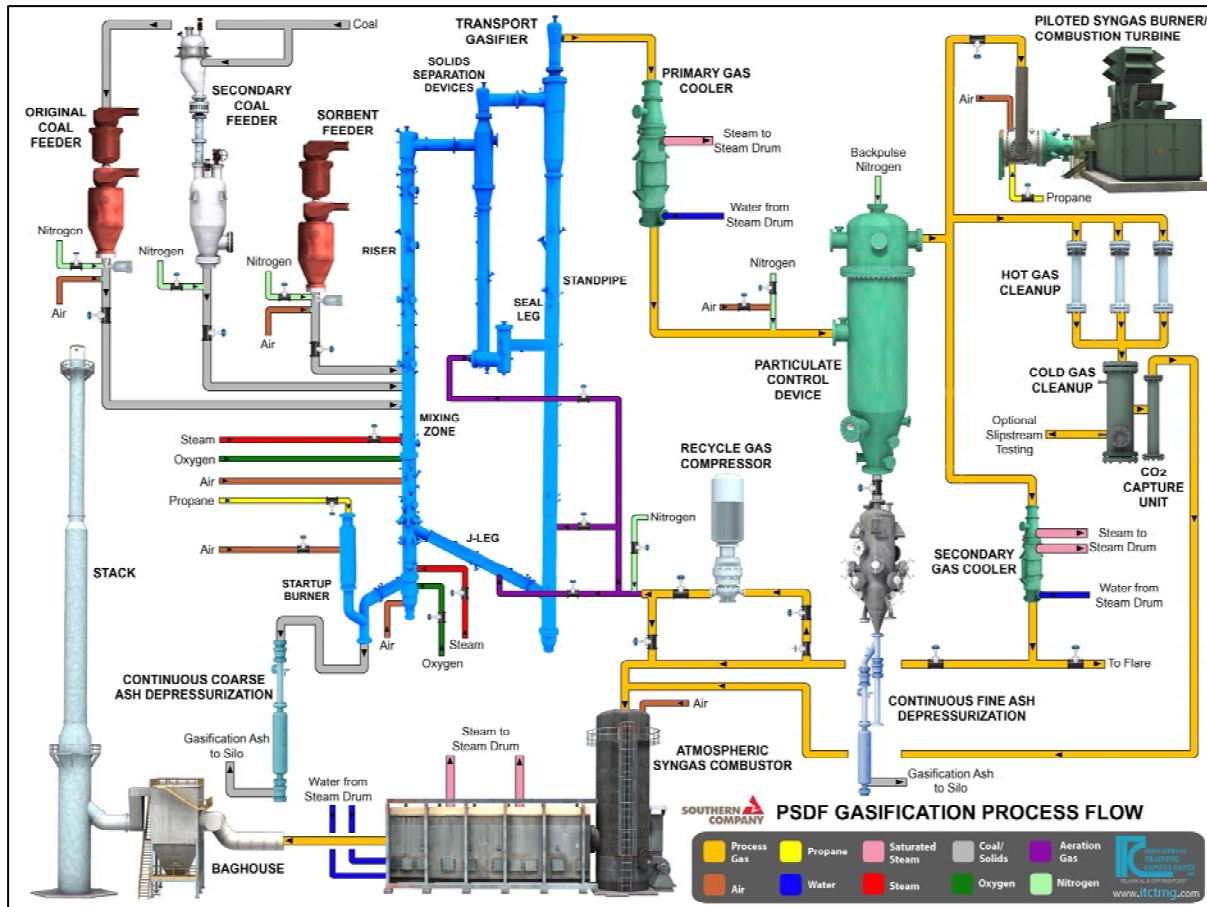 Coal
TRANSPORT
GASIFIER
PILOTED SYNGAS BURNER/
COMBUSTION TURBINE
SOLIDS
SEPARATION
DEVICES
PRIMARY GAS
COOLER
SECONDARY
COAL
FEEDER
ORIGINAL
COAL
FEEDER
SORBENT
FEEDER
Air
Steam to
Steam Drum
Backpulse
Nitrogen
Propane
Water from
Steam Drum
Nitrogen
Nitrogen
Nitrogen
RISER
STANDPIPE
Nitrogen
HOT GAS
CLEANUP
Air
Air
Air
SEAL
LEG
PARTICULATE
CONTROL
DEVICE
COLD GAS
CLEANUP
MIXING
ZONE
Optional
Slipstream
Testing
Steam
Oxygen
Air
Propane
RECYCLE GAS
COMPRESSOR
CO2
CAPTURE
UNIT
Nitrogen
Air
J-LEG
Steam to
Steam Drum
SECONDARY
GAS COOLER
STACK
STARTUP
BURNER
Water from
Steam Drum
Air
Steam
Oxygen
To Flare
CONTINUOUS COARSE
ASH DEPRESSURIZATION
CONTINUOUS FINE ASH
DEPRESSURIZATION
Air
Gasification Ash
to Silo
Steam to
Steam Drum
ATMOSPHERIC
SYNGAS COMBUSTOR
Water from
Steam Drum
Gasification Ash
to Silo
BAGHOUSE
SOUTHERN
COMPANY
PSDF GASIFICATION PROCESS FLOW
Process
Gas
Propane
Saturated
Steam
Coal/
Solids
Aeration
Gas
Air
Water
Steam
Oxygen
Nitrogen
INDUSTRIAL
TRAINING
CONSULTANTS
www.itctrng.com